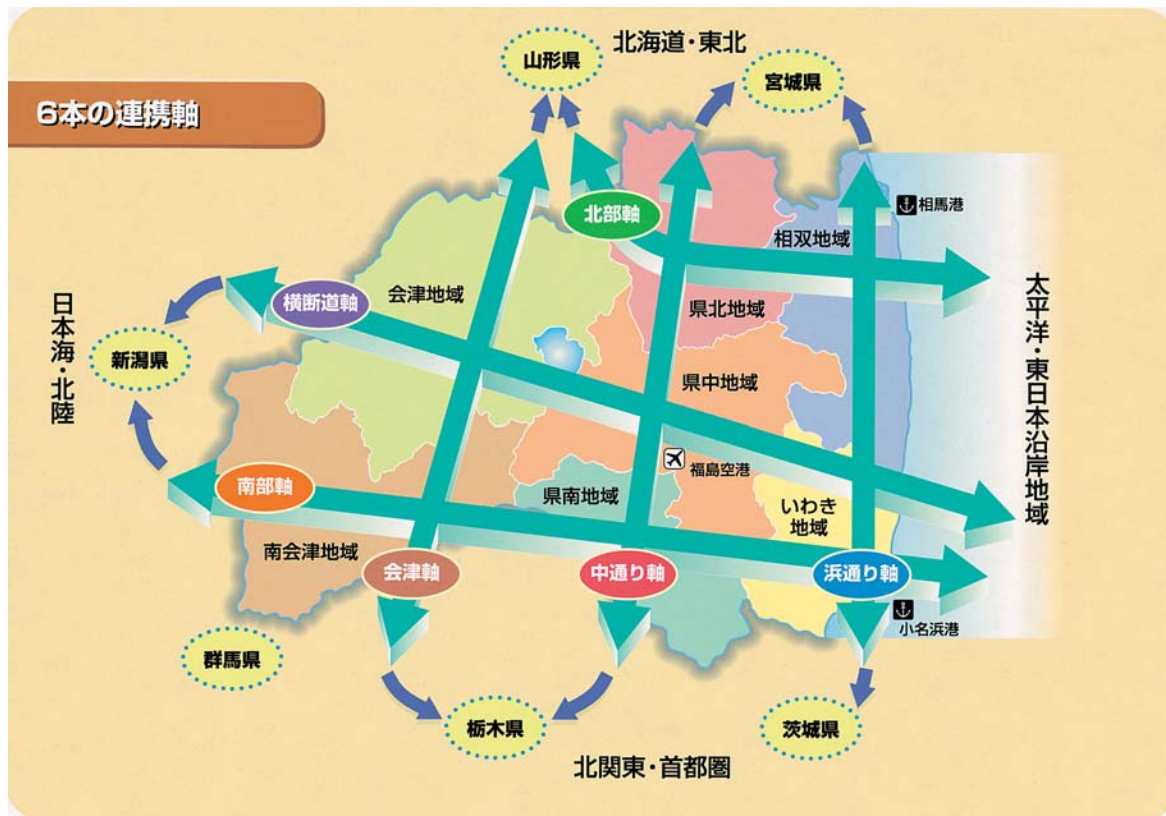 6本の連携軸
北海道・東北
山形県
宮城県
相馬港
北部軸
相双地域
会津地域
横断道軸
県北地域
日本海・北陸
新潟県
太平洋・東日本沿岸地域
県中地域
福島空港
南部軸
県南地域
いわき
地域
南会津地域
会津軸
中通り軸
浜通り軸
小名浜港
群馬県
栃木県
茨城県
北関東・首都圏